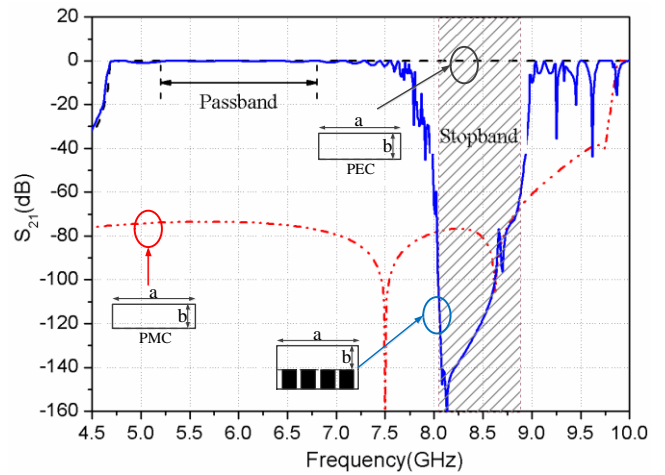 20
0
-20
-40
-60
-80
-100
-120
-140
-160
S21(dB)
Passband
Stopband
a
b
PEC
a
b
PMC
a
b
4.5 5.0 5.5 6.0 6.5 7.0 7.5 8.0 8.5 9.0 9.5 10.0
Frequency(GHz)